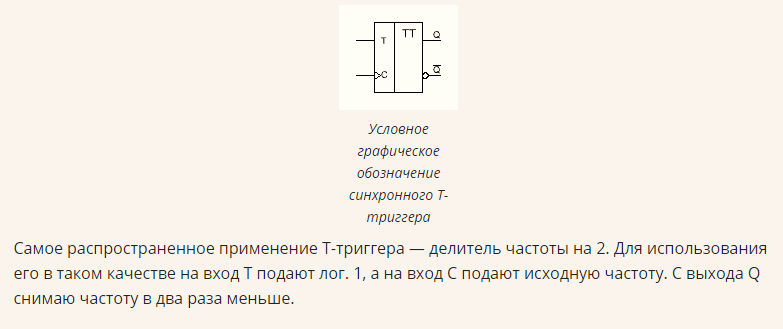 T TT Q
C Q
Условное
графическое
обозначение
синхронного Т-
триггера
Самое распространенное применение Т-триггера — делитель частоты на 2. Для использования
его в таком качестве на вход Т подают лог. 1, а на вход С подают исходную частоту. С выхода Q
снимаю частоту в два раза меньше.